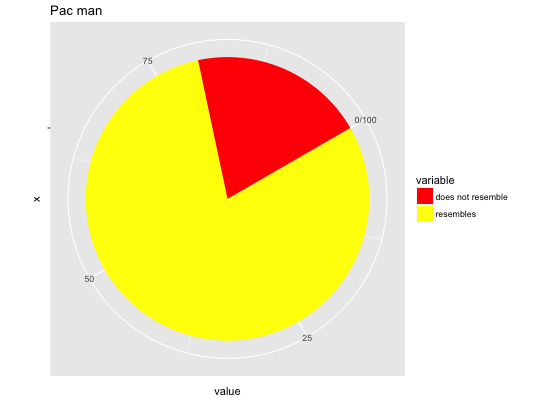 Pac man
75
0/100
50
25
x
value
variable
does not resemble
resembles